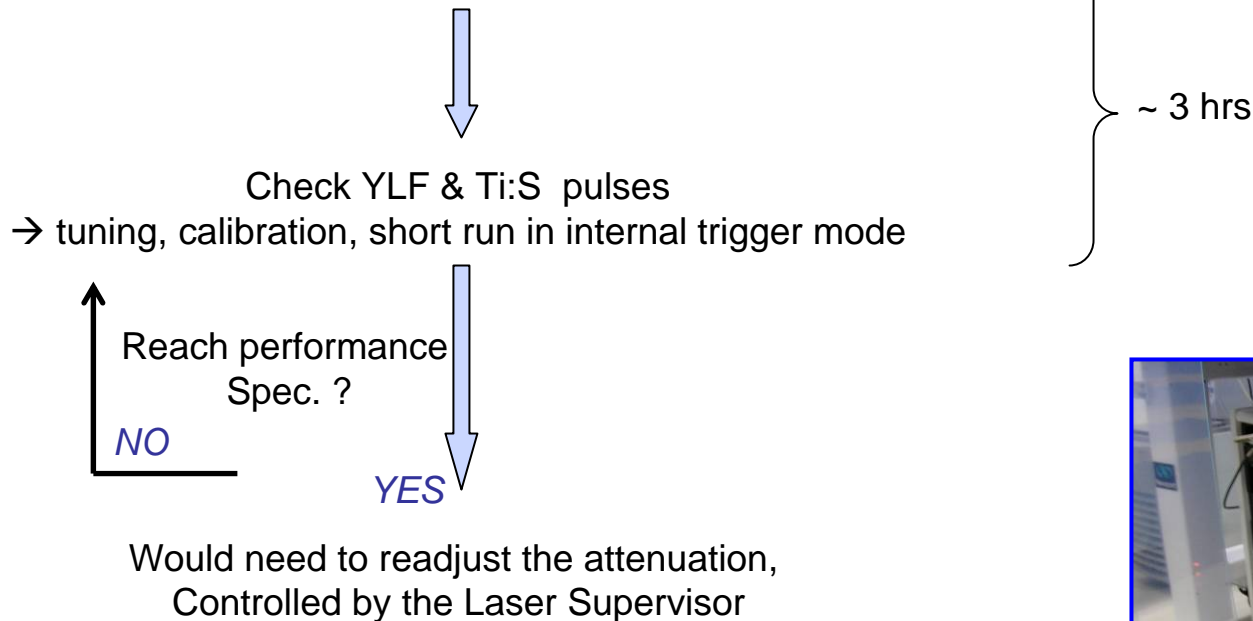 ~ 3 hrs
Check YLF & Ti:S pulses
→ tuning, calibration, short run in internal trigger mode
Reach performance
Spec. ?
NO
YES
Would need to readjust the attenuation,
Controlled by the Laser Supervisor